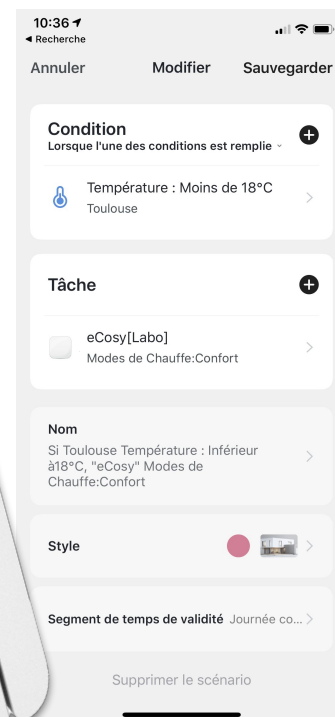 10:36
◀ Recherche
Annuler Modifier Sauvegarder
Condition
Lorsque l'une des conditions est remplie
Température : Moins de 18°C
Toulouse
Tâche
eCosy[Labo]
Modes de Chauffe:Confort
Nom
Si Toulouse Température : Inférieur
à18°C, "eCosy" Modes de
Chauffe:Confort
Style
Segment de temps de validité Journée co...
Supprimer le scénario